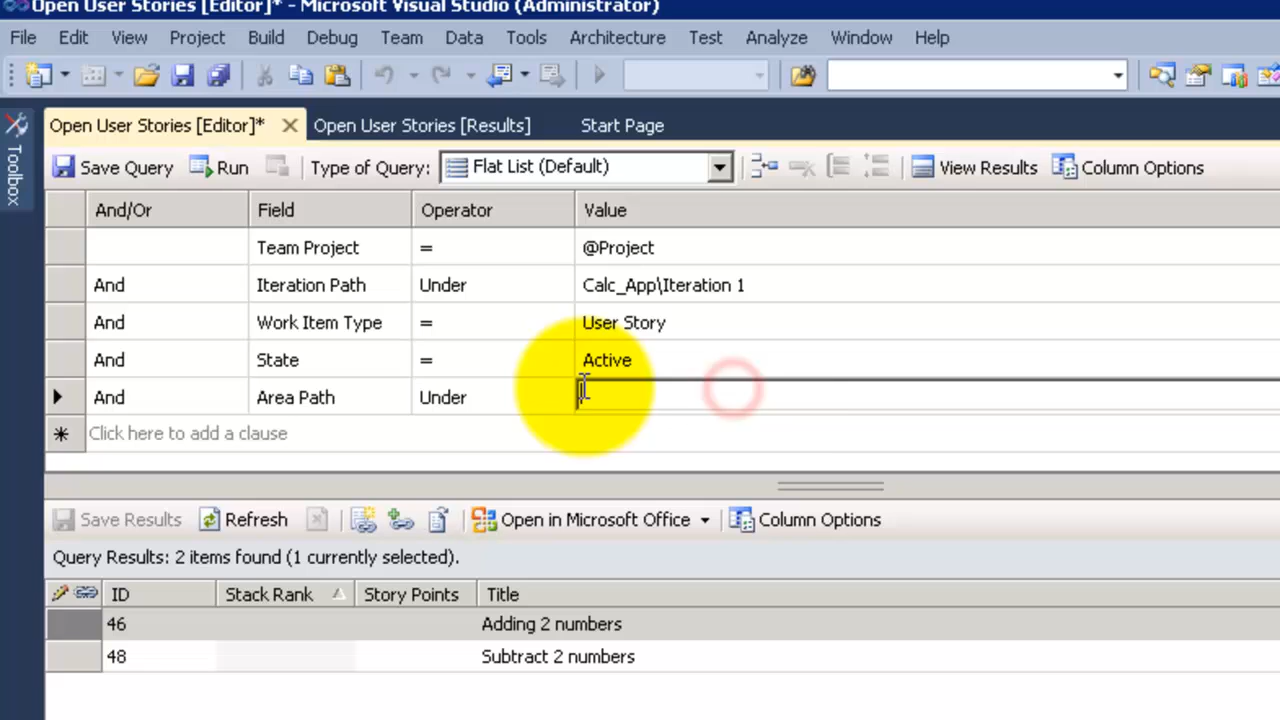 Open User Stories [Editor]* - Microsoft Visual Studio (Administrator)
File Edit View Project Build Debug Team Data Tools Architecture Test Analyze Window Help
Open User Stories [Editor]* Open User Stories [Results] Start Page
Toolbox
Save Query Run Type of Query: Flat List (Default) View Results Column Options
And/Or Field Operator Value
Team Project = @Project
And Iteration Path Under Calc_App\Iteration 1
And Work Item Type = User Story
And State = Active
And Area Path Under
Click here to add a clause
Save Results Refresh Open in Microsoft Office Column Options
Query Results: 2 items found (1 currently selected).
ID Stack Rank Story Points Title
46 Adding 2 numbers
48 Subtract 2 numbers